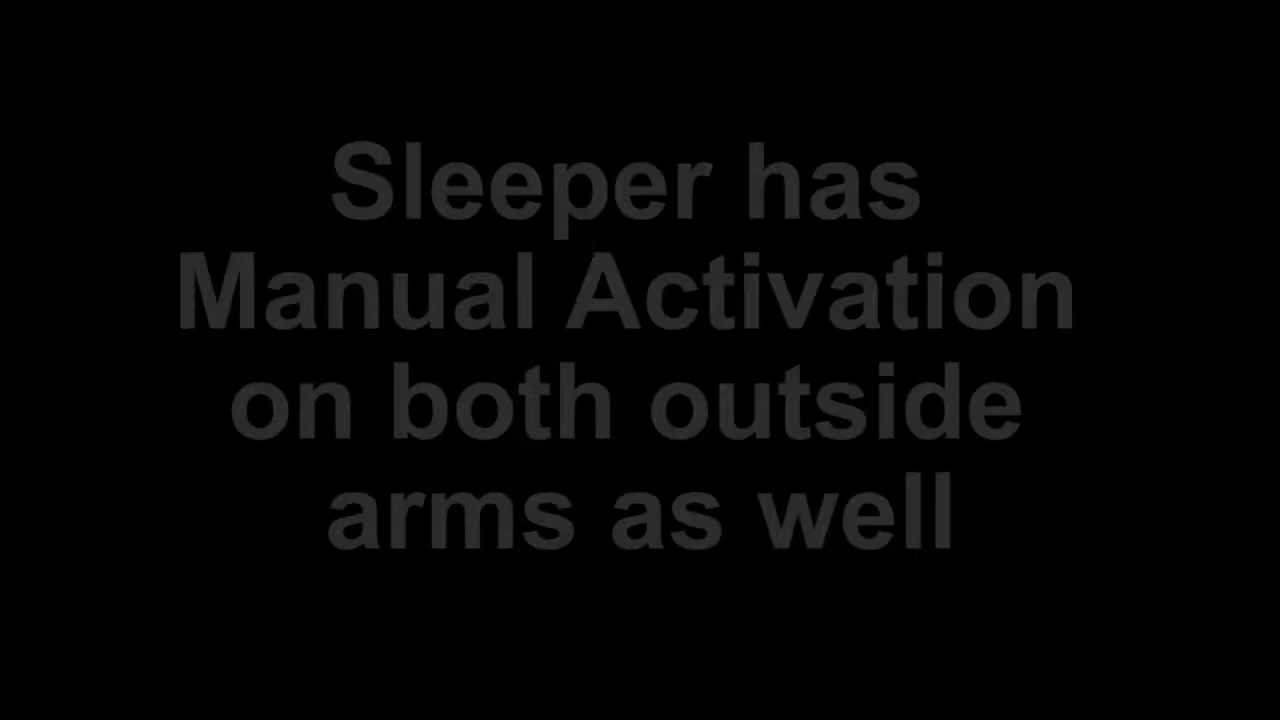 Sleeper has
Manual Activation
on both outside
arms as well